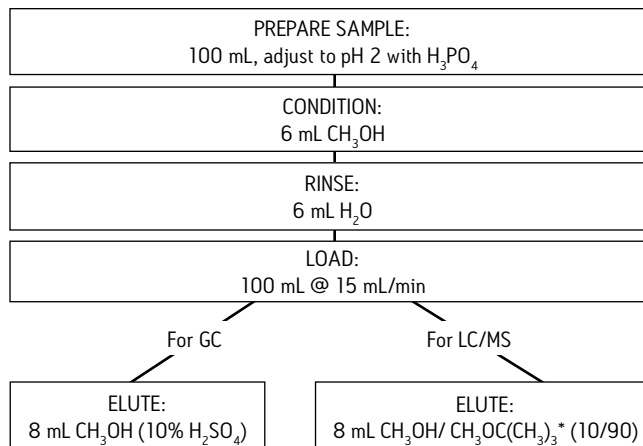 PREPARE SAMPLE:
100 mL, adjust to pH 2 with H₃PO₄
CONDITION:
6 mL CH₃OH
RINSE:
6 mL H₂O
LOAD:
100 mL @ 15 mL/min
For GC
For LC/MS
ELUTE:
8 mL CH₃OH (10% H₂SO₄)
ELUTE:
8 mL CH₃OH/ CH₃OC(CH₃)₃* (10/90)